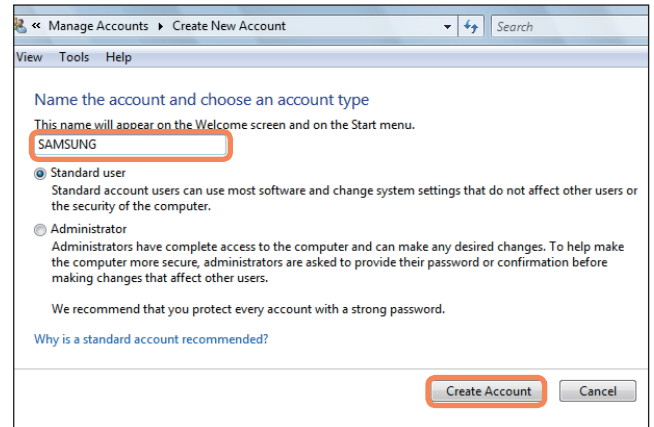 « Manage Accounts ▸ Create New Account Search
View Tools Help
Name the account and choose an account type
This name will appear on the Welcome screen and on the Start menu.
SAMSUNG
Standard user
Standard account users can use most software and change system settings that do not affect other users or
the security of the computer.
Administrator
Administrators have complete access to the computer and can make any desired changes. To help make
the computer more secure, administrators are asked to provide their password or confirmation before
making changes that affect other users.
We recommend that you protect every account with a strong password.
Why is a standard account recommended?
Create Account Cancel